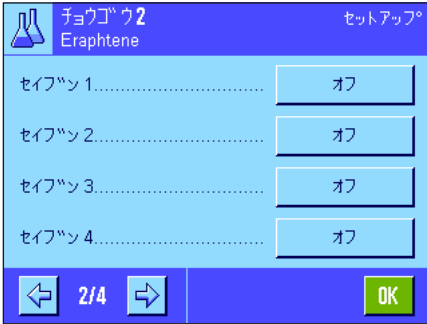 チョウゴウ2 セットアップ
Eraphtene
セイブン 1.............................. オフ
セイブン 2.............................. オフ
セイブン 3.............................. オフ
セイブン 4.............................. オフ
2/4 OK